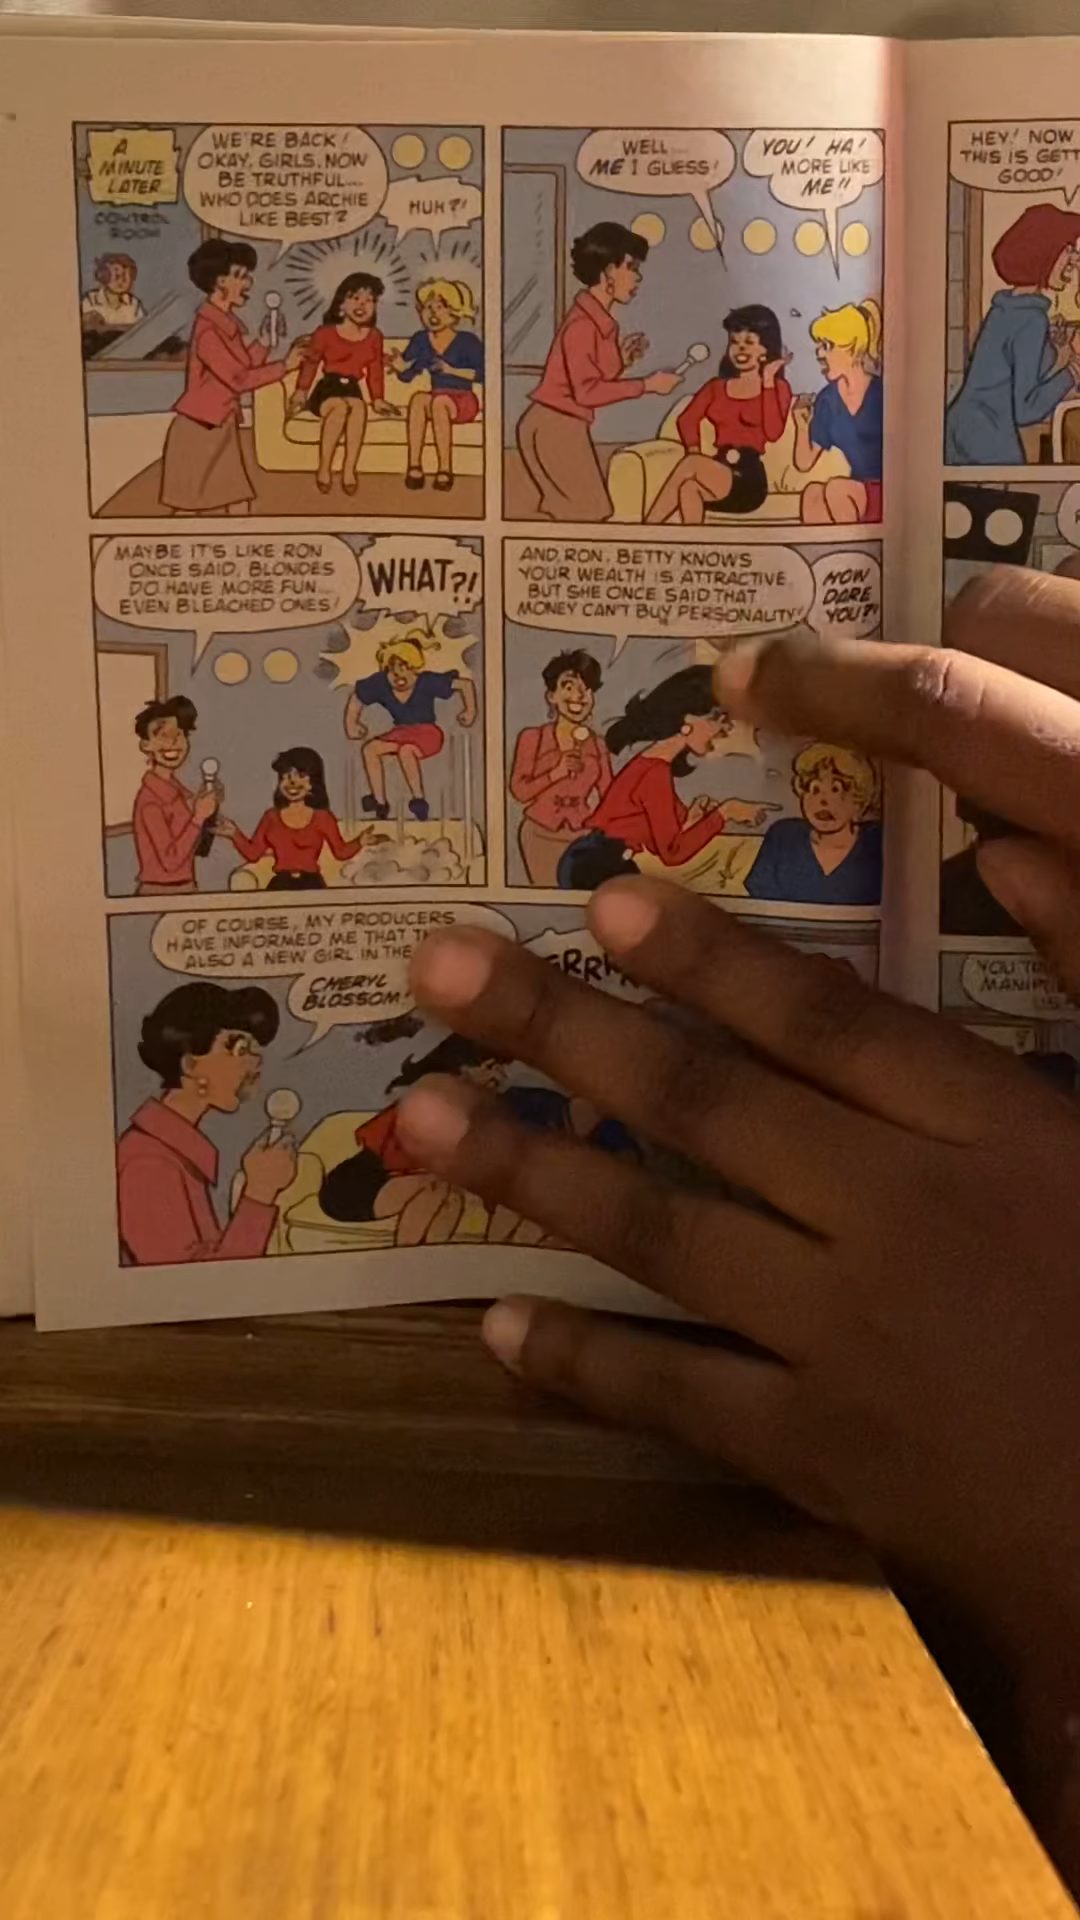 A
MINUTE
LATER
CONTROL
ROOM
WE'RE BACK!
OKAY, GIRLS, NOW
BE TRUTHFUL...
WHO DOES ARCHIE
LIKE BEST?
HUH?!
WELL...
ME I GUESS!
YOU! HA!
MORE LIKE
ME!!
MAYBE IT'S LIKE RON
ONCE SAID, BLONDES
DO HAVE MORE FUN...
EVEN BLEACHED ONES!
WHAT?!
AND, RON, BETTY KNOWS
YOUR WEALTH IS ATTRACTIVE,
BUT SHE ONCE SAID THAT
MONEY CAN'T BUY PERSONALITY!
HOW
DARE
YOU?!
OF COURSE, MY PRODUCERS
HAVE INFORMED ME THAT
ALSO A NEW GIRL IN THE
CHERYL
BLOSSOM!
HEY! NOW
THIS IS GETT
GOOD!
YOU
MANIP